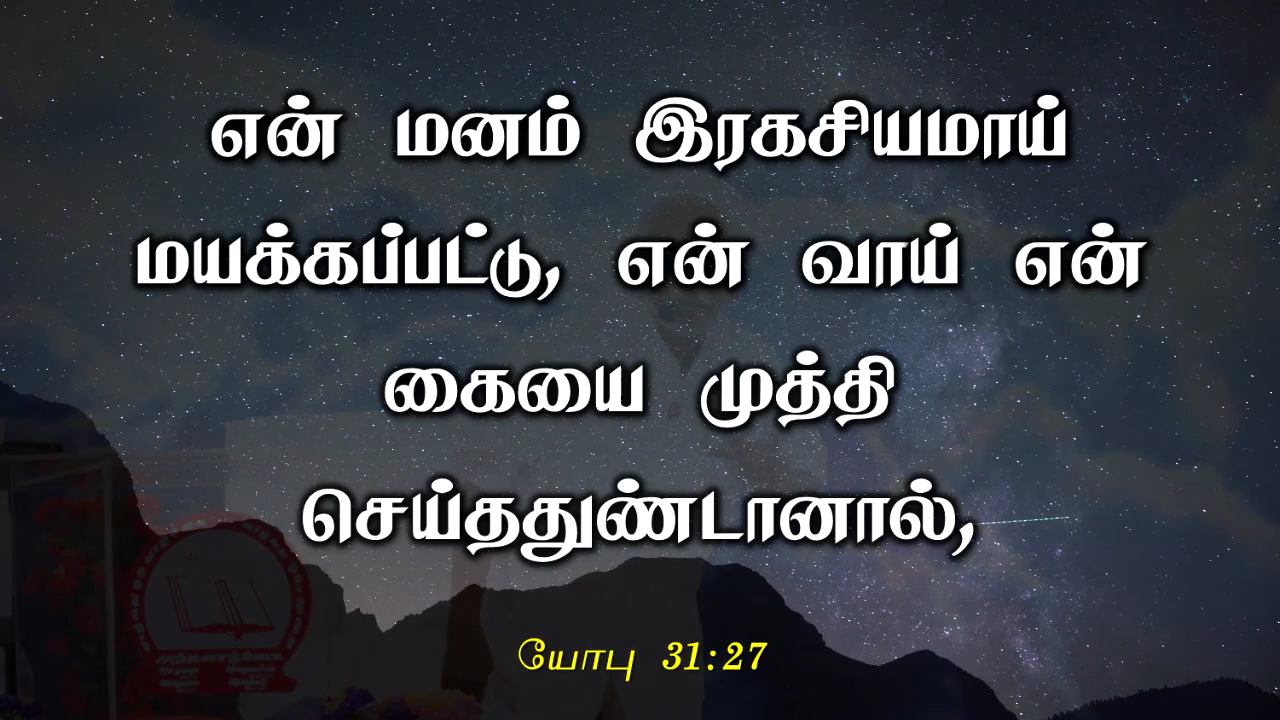 என் மனம் இரகசியமாய்
மயக்கப்பட்டு, என் வாய் என்
கையை முத்தி
செய்ததுண்டானால்,
யோபு 31:27